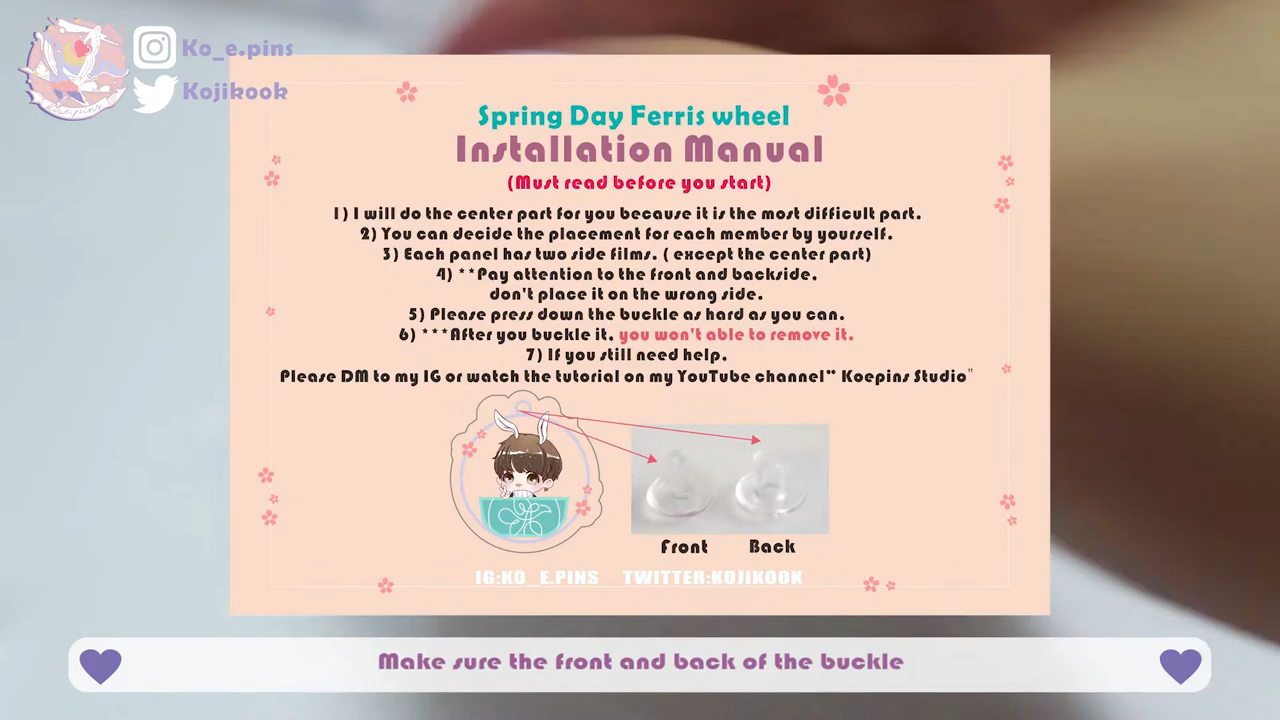 Ko_e.pins
Kojikook
Spring Day Ferris wheel
Installation Manual
(Must read before you start)
1) I will do the center part for you because it is the most difficult part.
2) You can decide the placement for each member by yourself.
3) Each panel has two side films. ( except the center part)
4) **Pay attention to the front and backside,
don't place it on the wrong side.
5) Please press down the buckle as hard as you can.
6) ***After you buckle it, you won't able to remove it.
7) If you still need help,
Please DM to my IG or watch the tutorial on my YouTube channel" Koepins Studio"
Front Back
IG:KO_E.PINS TWITTER:KOJIKOOK
Make sure the front and back of the buckle